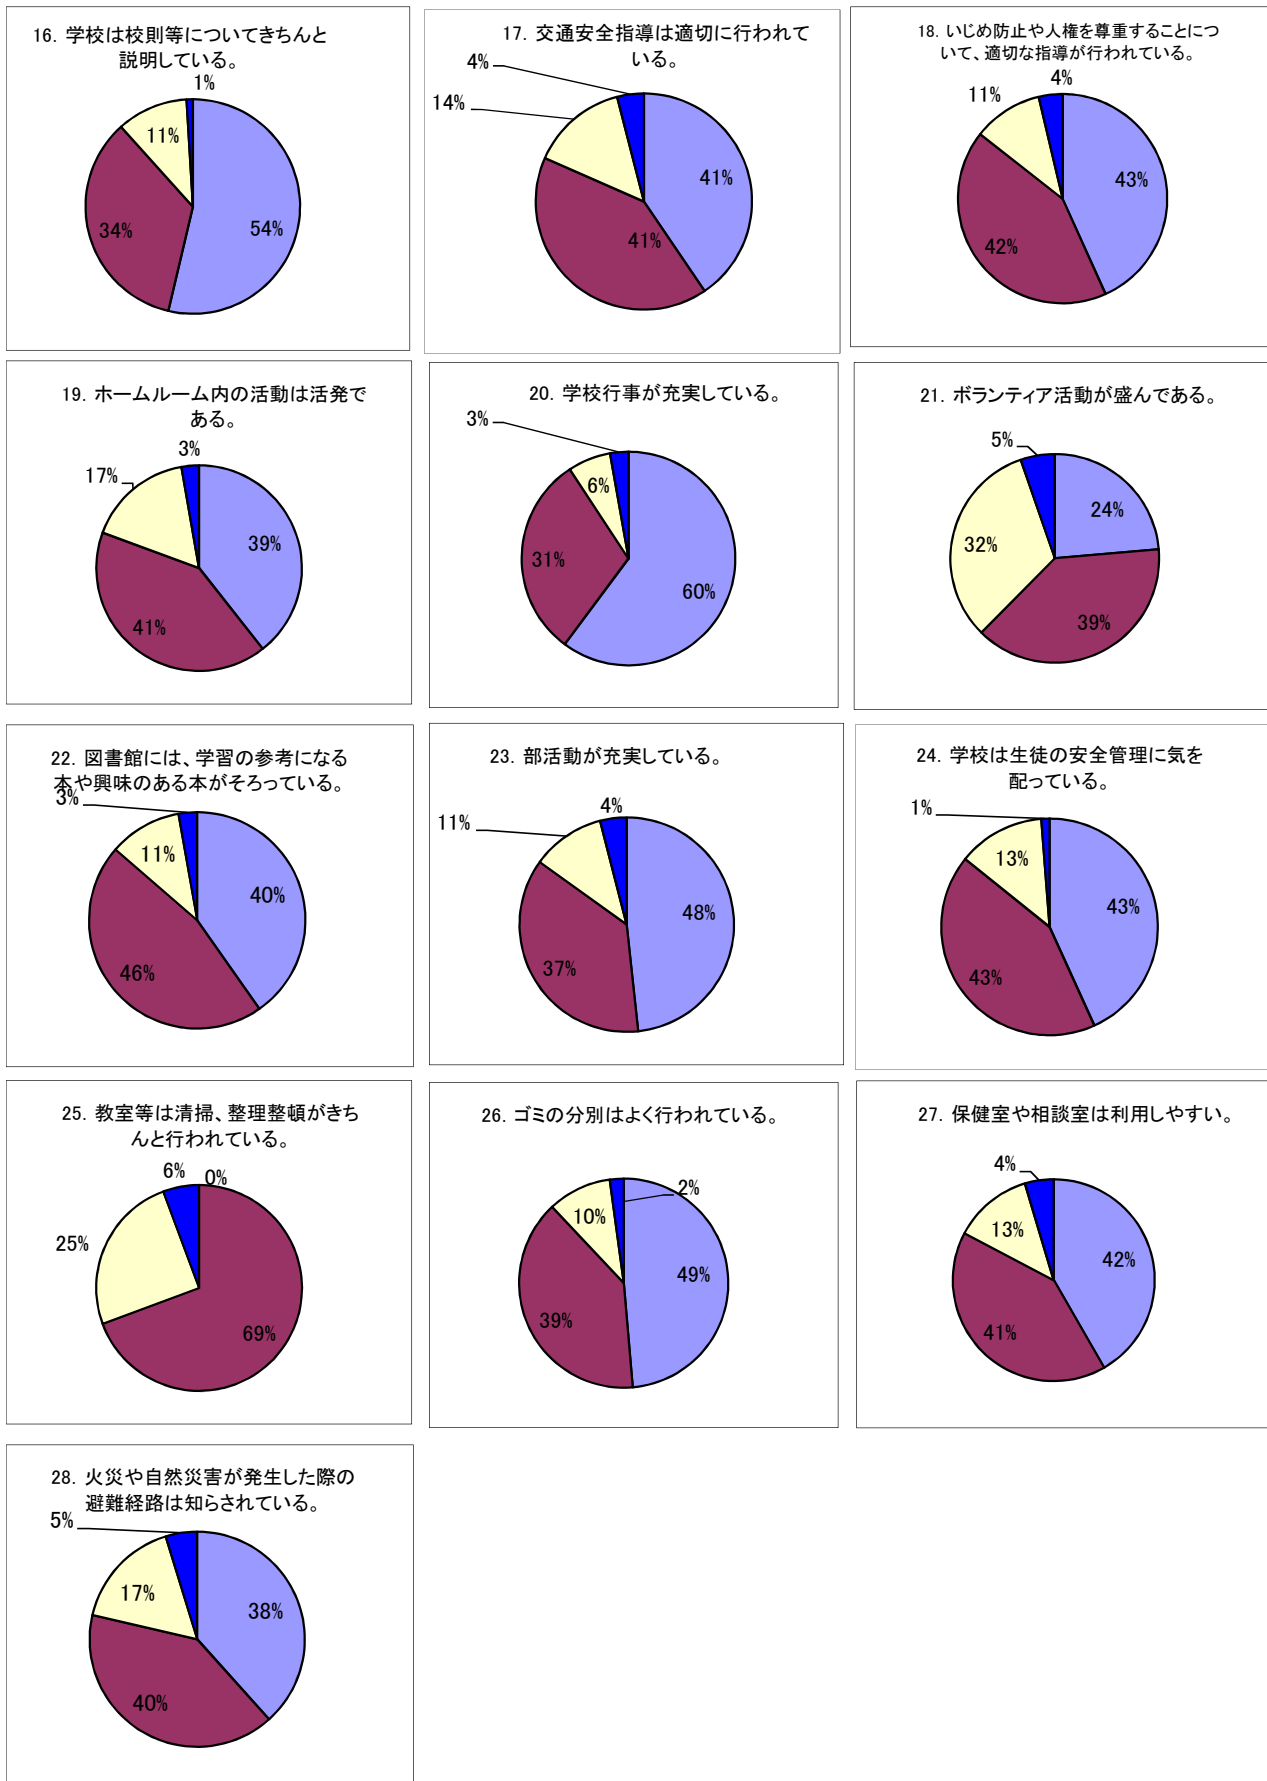 16. 学校は校則等についてきちんと
説明している。
1%
11%
34%
54%
17. 交通安全指導は適切に行われて
いる。
4%
14%
41%
41%
18. いじめ防止や人権を尊重することにつ
いて、適切な指導が行われている。
4%
11%
43%
42%
19. ホームルーム内の活動は活発で
ある。
3%
17%
39%
41%
20. 学校行事が充実している。
3%
6%
31%
60%
21. ボランティア活動が盛んである。
5%
24%
32%
39%
22. 図書館には、学習の参考になる
本や興味のある本がそろっている。
3%
11%
40%
46%
23. 部活動が充実している。
4%
11%
48%
37%
24. 学校は生徒の安全管理に気を
配っている。
1%
13%
43%
43%
25. 教室等は清掃、整理整頓がきち
んと行われている。
6%
0%
25%
69%
26. ゴミの分別はよく行われている。
2%
10%
49%
39%
27. 保健室や相談室は利用しやすい。
4%
13%
42%
41%
28. 火災や自然災害が発生した際の
避難経路は知らされている。
5%
17%
38%
40%